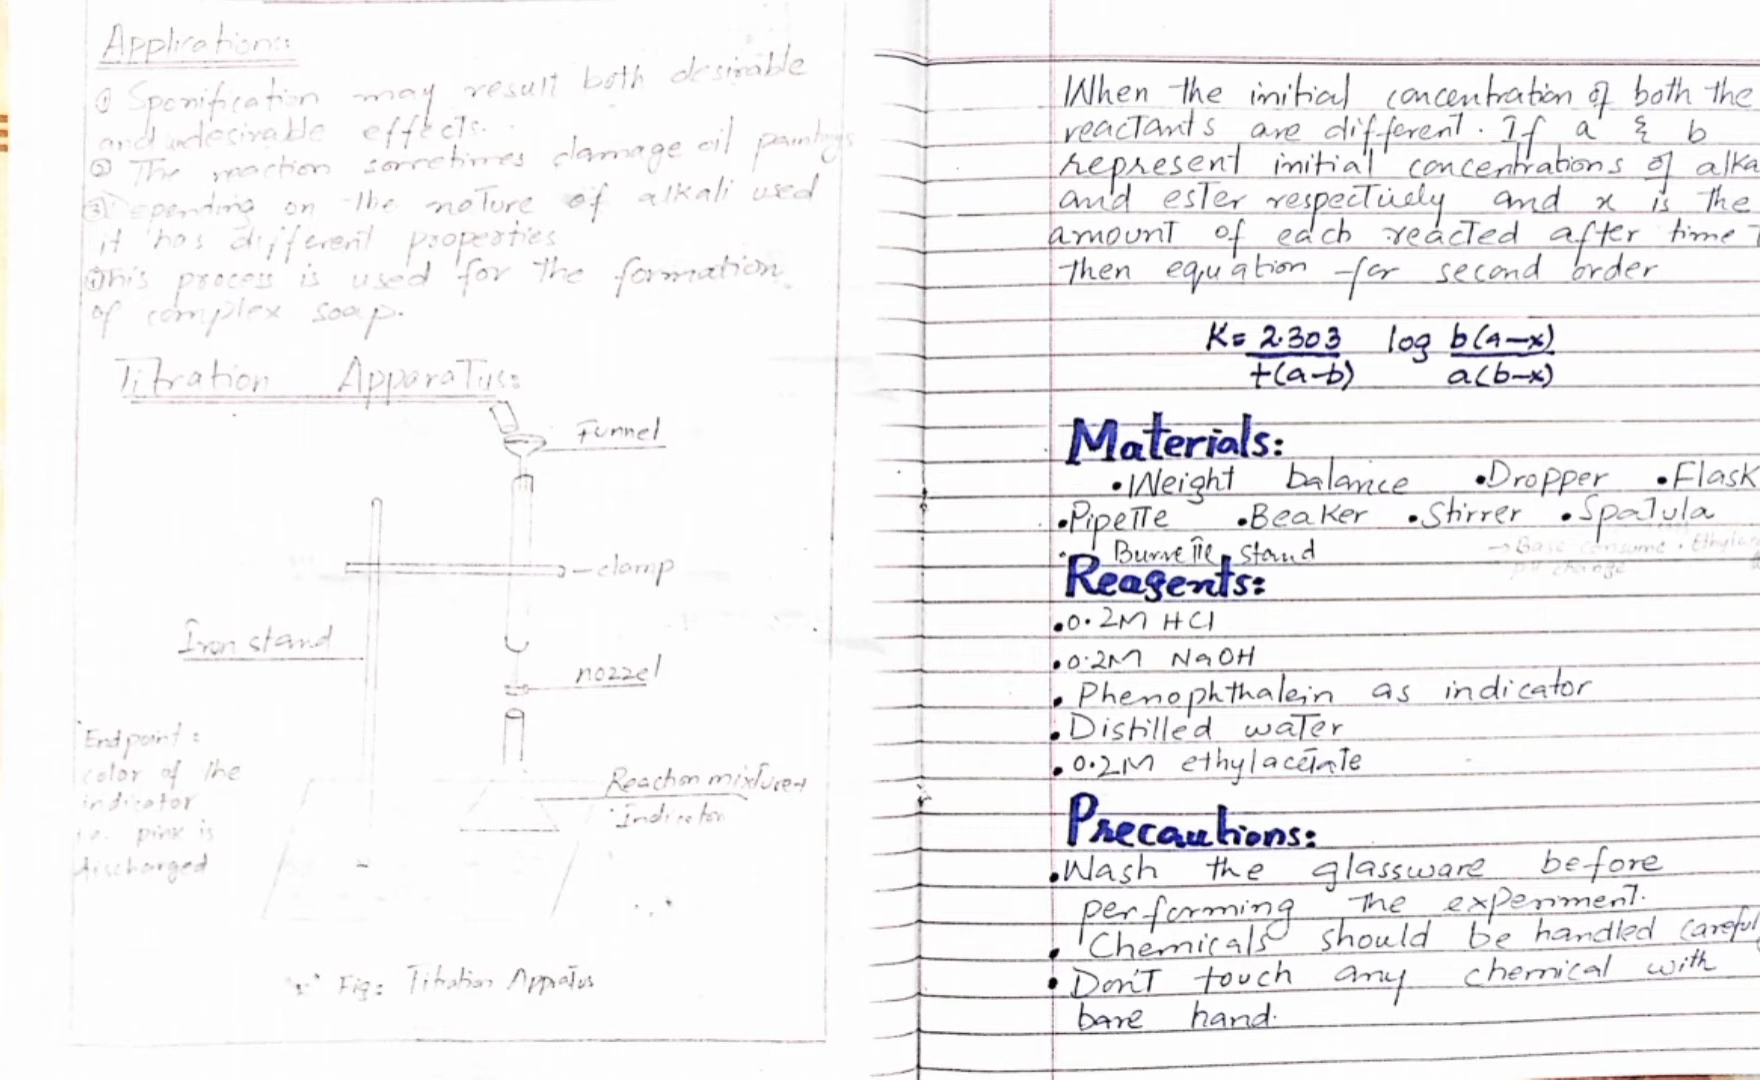 Applications:
① Sponification may result both desirable
and undesirable effects.
② The reaction sometimes damage oil paintings
③ Depending on the nature of alkali used
it has different properties
④ This process is used for the formation
of complex soap.
Titration Apparatus:
Funnel
clamp
Iron stand
nozzel
Endpoint:
color of the
indicator
i.e. pink is
discharged
Reaction mixture+
Indicator
Fig: Titration Appratus
When the initial concentration of both the
reactants are different. If a & b
represent initial concentrations of alka
and ester respectively and x is the
amount of each reacted after time T
then equation for second order
K= 2.303 log b(a-x)
t(a-b) a(b-x)
Materials:
•Weight balance •Dropper •Flask
•Pipette •Beaker •Stirrer •Spatula
• Burrette stand
→ Base consume • Ethylac
→ pH change
Reagents:
•0.2M HCl
•0.2M NaOH
• Phenophthalein as indicator
• Distilled water
• 0.2M ethylacetate
Precautions:
•Wash the glassware before
performing the experiment.
• Chemicals should be handled careful
• Don't touch any chemical with
bare hand.